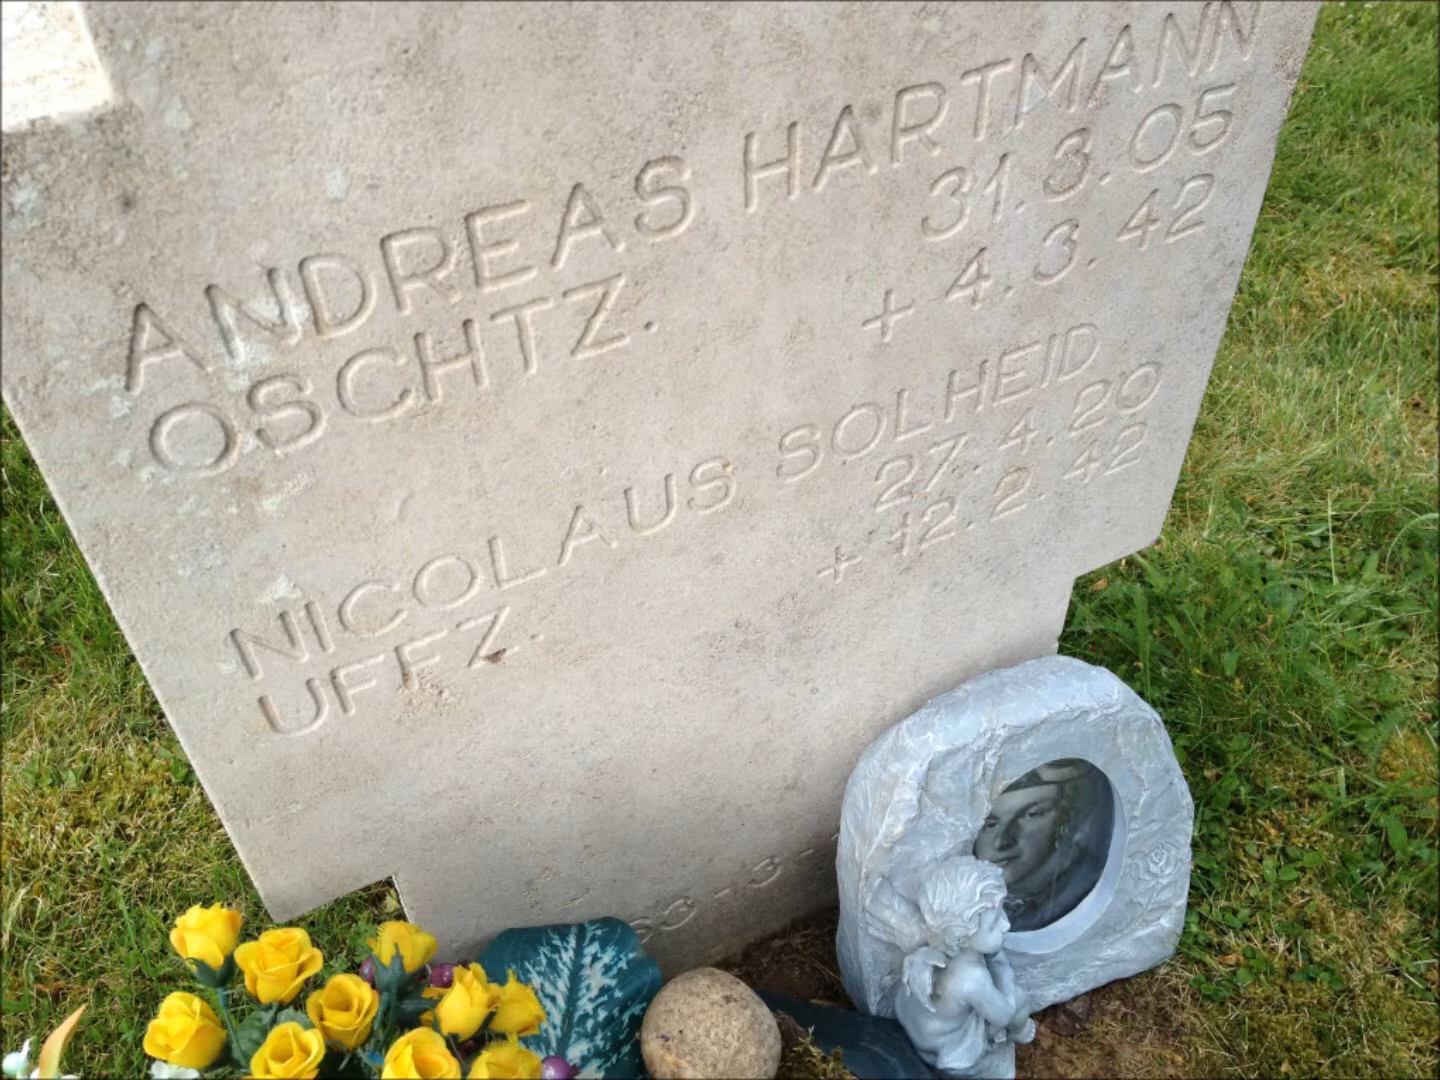 ANDREAS HARTMANN
OSCHTZ. 31.3.05
+ 4.3.42
NICOLAUS SOLHEID
UFFZ. 27.4.20
+ 12.2.42